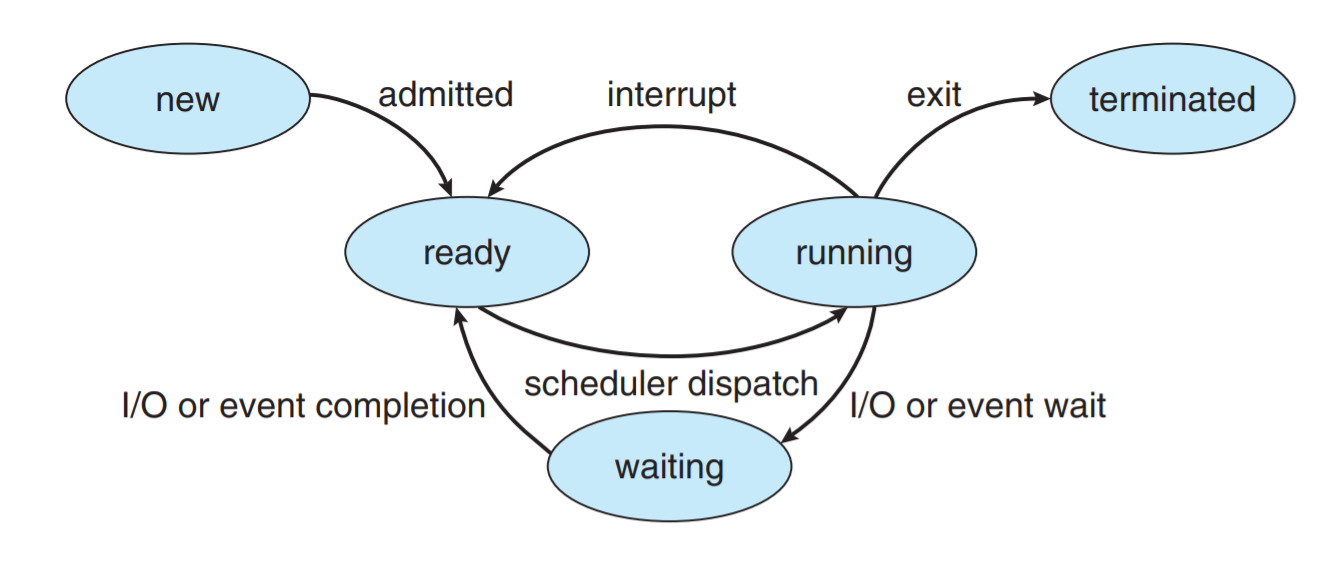 new
admitted
interrupt
exit
terminated
ready
running
scheduler dispatch
I/O or event completion
I/O or event wait
waiting